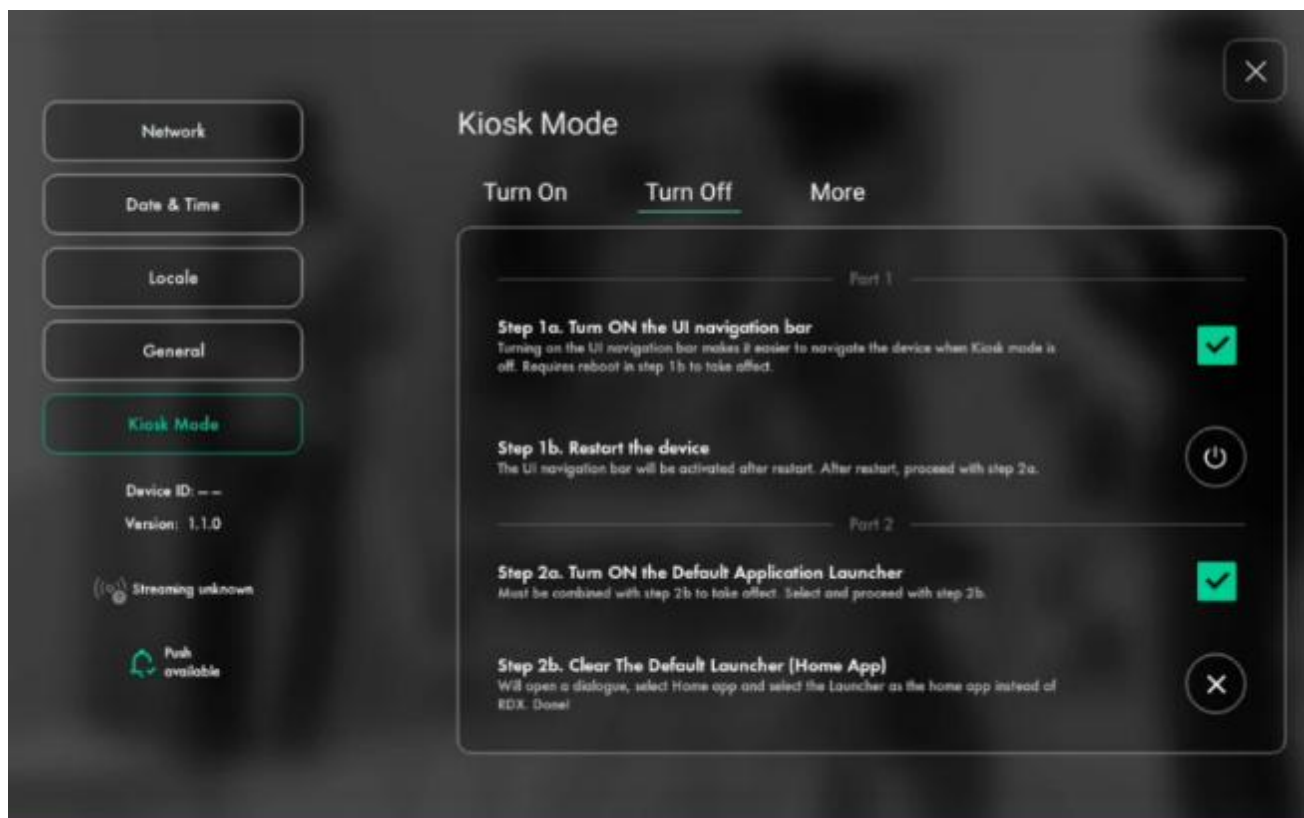 Network
Date & Time
Locale
General
Kiosk Mode
Device ID: – –
Version: 1.1.0
Streaming unknown
Push
available
Kiosk Mode
Turn On Turn Off More
Part 1
Step 1a. Turn ON the UI navigation bar
Turning on the UI navigation bar makes it easier to navigate the device when Kiosk mode is
off. Requires reboot in step 1b to take affect.
Step 1b. Restart the device
The UI navigation bar will be activated after restart. After restart, proceed with step 2a.
Part 2
Step 2a. Turn ON the Default Application Launcher
Must be combined with step 2b to take affect. Select and proceed with step 2b.
Step 2b. Clear The Default Launcher (Home App)
Will open a dialogue, select Home app and select the Launcher as the home app instead of
RDX. Done!